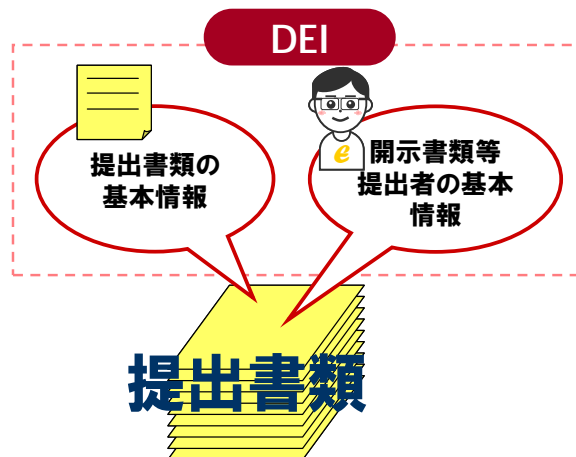 DEI
提出書類の
基本情報
e
開示書類等
提出者の基本
情報
提出書類